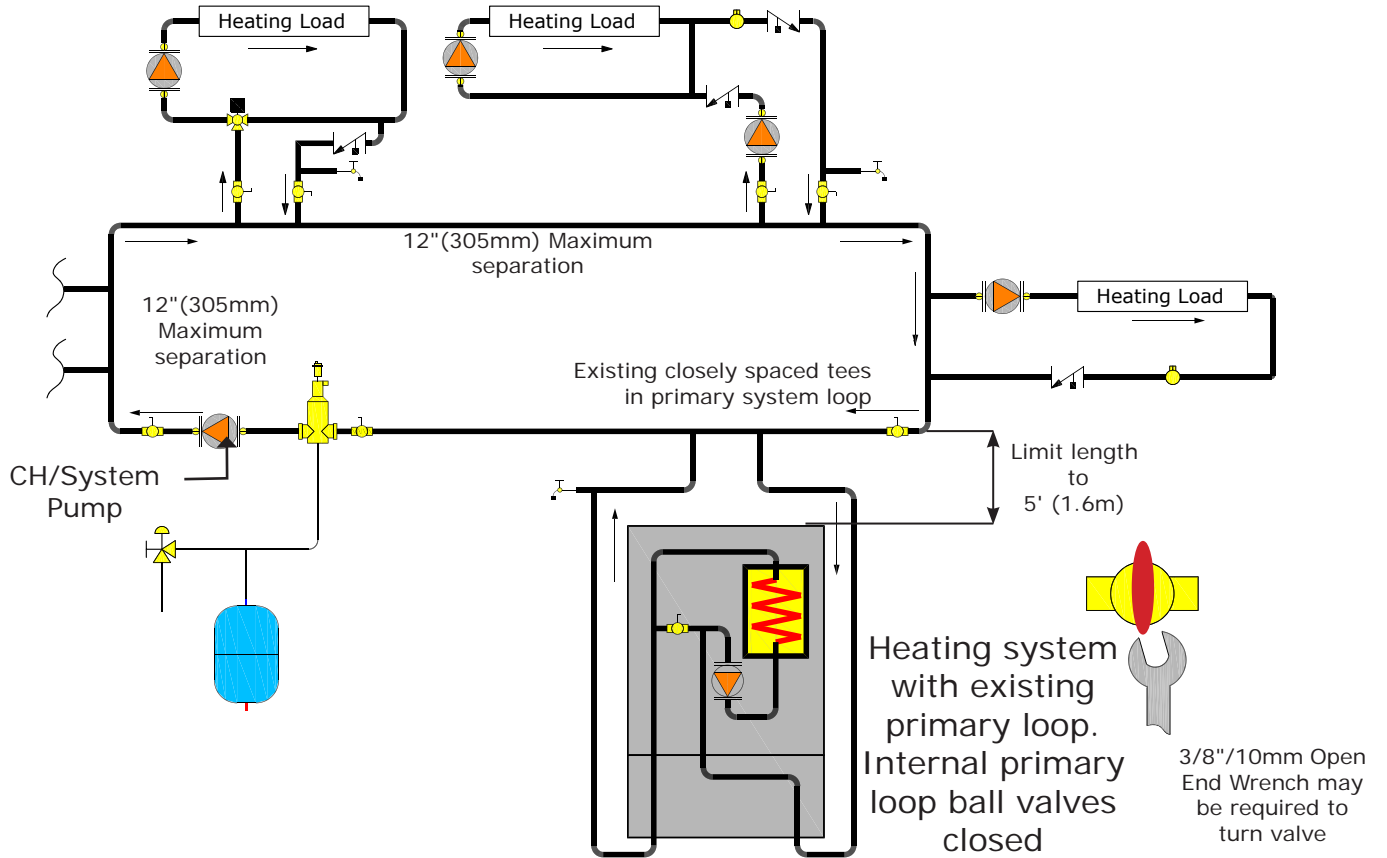 Heating Load
Heating Load
12"(305mm) Maximum
separation
12"(305mm)
Maximum
separation
Heating Load
Existing closely spaced tees
in primary system loop
CH/System
Pump
Limit length
to
5' (1.6m)
Heating system
with existing
primary loop.
Internal primary
loop ball valves
closed
3/8"/10mm Open
End Wrench may
be required to
turn valve